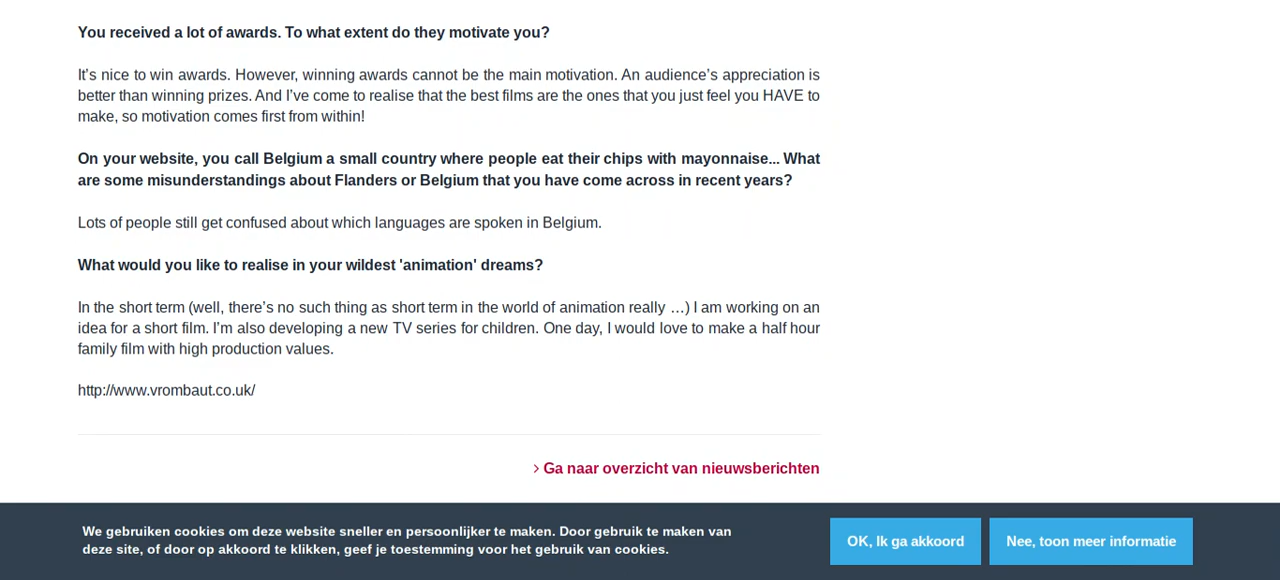 You received a lot of awards. To what extent do they motivate you?
It’s nice to win awards. However, winning awards cannot be the main motivation. An audience’s appreciation is
better than winning prizes. And I’ve come to realise that the best films are the ones that you just feel you HAVE to
make, so motivation comes first from within!
On your website, you call Belgium a small country where people eat their chips with mayonnaise... What
are some misunderstandings about Flanders or Belgium that you have come across in recent years?
Lots of people still get confused about which languages are spoken in Belgium.
What would you like to realise in your wildest 'animation' dreams?
In the short term (well, there’s no such thing as short term in the world of animation really …) I am working on an
idea for a short film. I’m also developing a new TV series for children. One day, I would love to make a half hour
family film with high production values.
http://www.vrombaut.co.uk/
> Ga naar overzicht van nieuwsberichten
We gebruiken cookies om deze website sneller en persoonlijker te maken. Door gebruik te maken van
deze site, of door op akkoord te klikken, geef je toestemming voor het gebruik van cookies.
OK, Ik ga akkoord
Nee, toon meer informatie